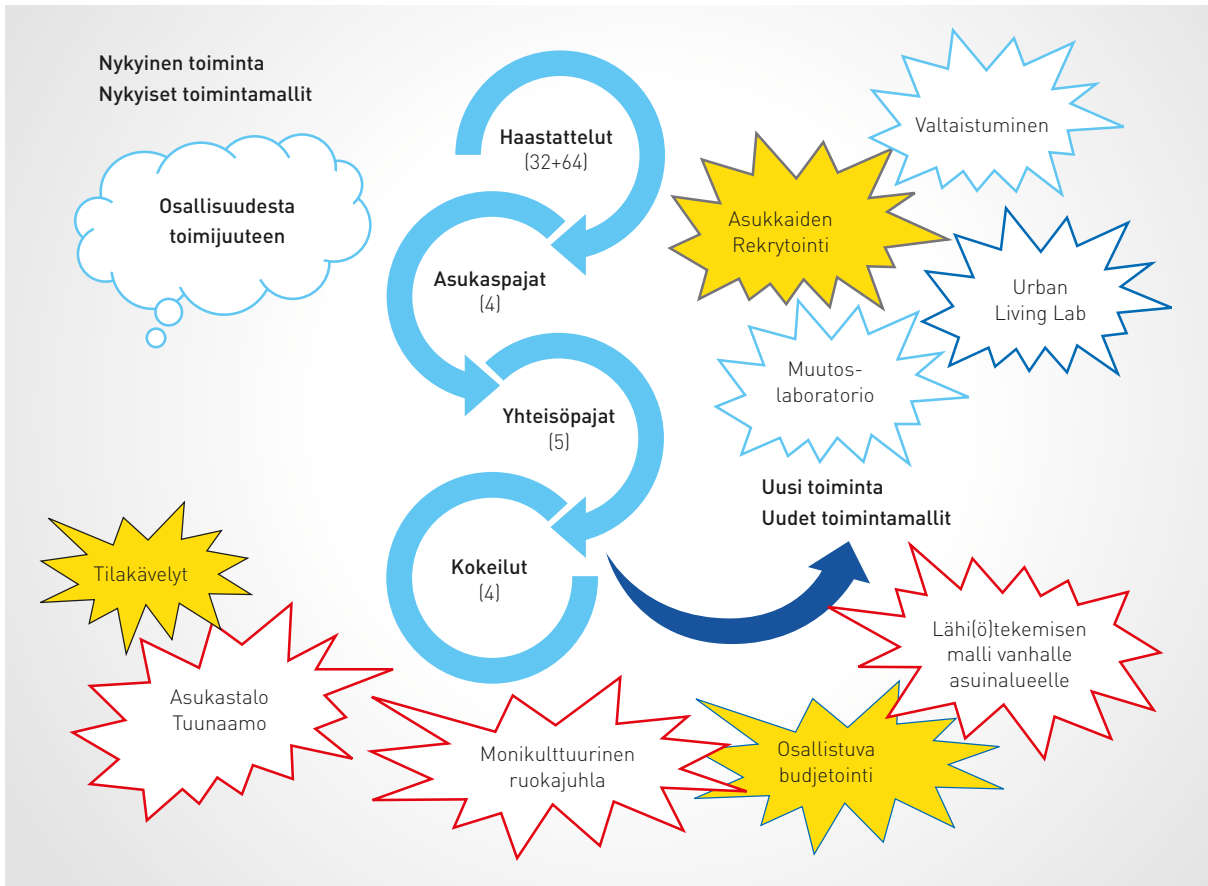 Nykyinen toiminta
Nykyiset toimintamallit
Osallisuudesta
toimijuuteen
Haastattelut
(32+64)
Asukaspajat
(4)
Yhteisöpajat
(5)
Kokeilut
(4)
Valtaistuminen
Asukkaiden
Rekrytointi
Urban
Living Lab
Muutos-
laboratorio
Uusi toiminta
Uudet toimintamallit
Tilakävelyt
Asukastalo
Tuunaamo
Monikulttuurinen
ruokajuhla
Osallistuva
budjetointi
Lähi(ö)tekemisen
malli vanhalle
asuinalueelle